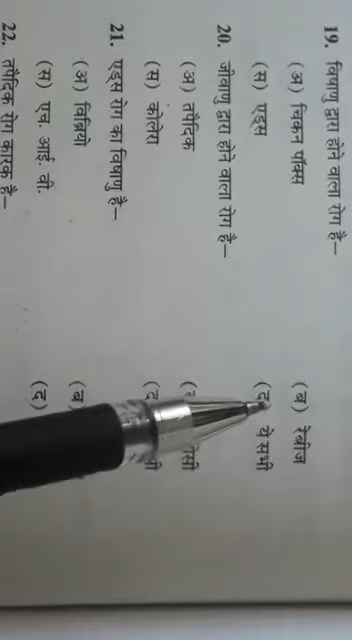 19. विषाणु द्वारा होने वाला रोग है–
(अ) चिकन पॉक्स (ब) रेबीज
(स) एड्स (द) ये सभी
20. जीवाणु द्वारा होने वाला रोग है–
(अ) तपैदिक
(स) कोलेरा
21. एड्स रोग का विषाणु है–
(अ) विब्रियो (ब)
(स) एच. आई. वी. (द)
22. तपैदिक रोग कारक है–